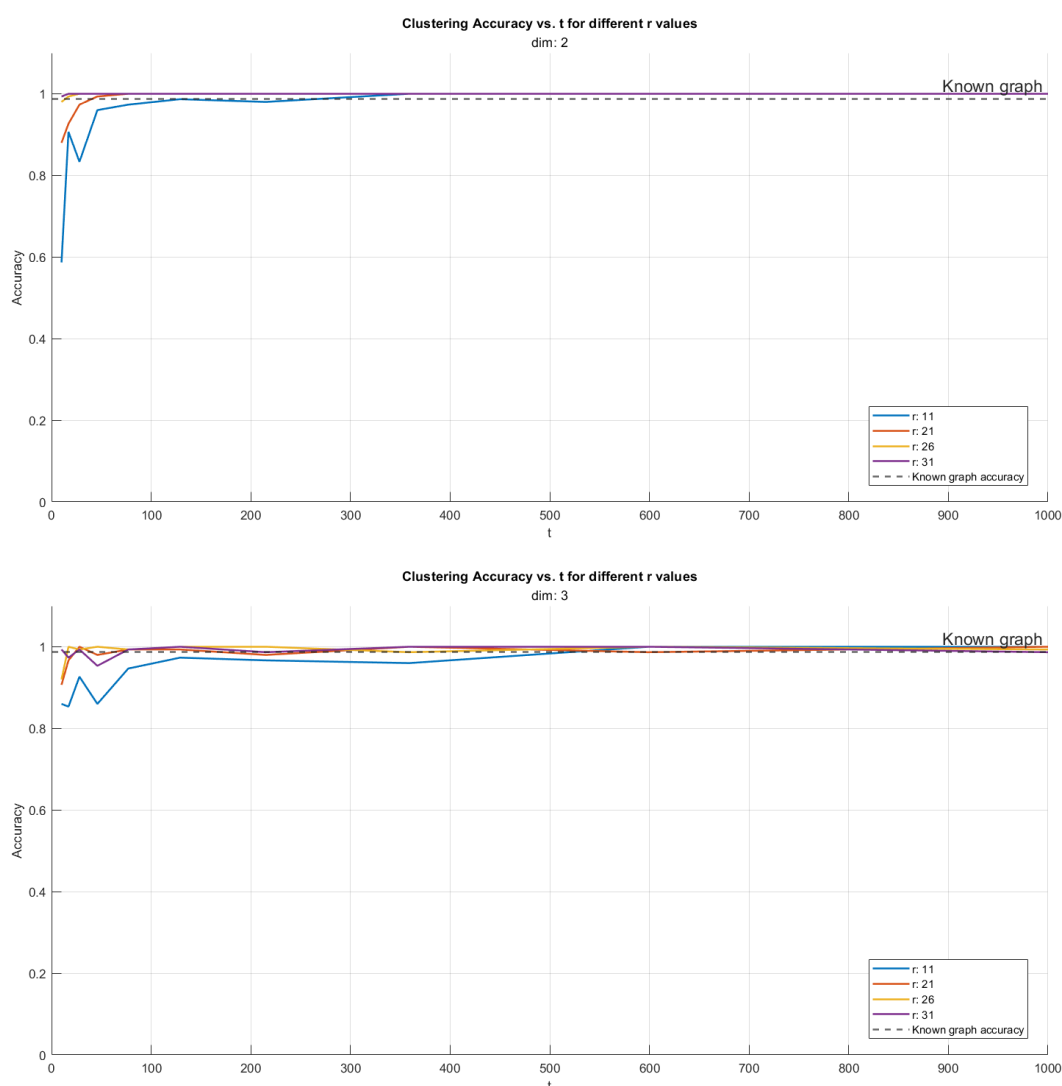 Clustering Accuracy vs. t for different r values
dim: 2
Known graph
1
0.8
0.6
0.4
0.2
0
Accuracy
0 100 200 300 400 500 600 700 800 900 1000
t
r: 11
r: 21
r: 26
r: 31
Known graph accuracy
Clustering Accuracy vs. t for different r values
dim: 3
Known graph
1
0.8
0.6
0.4
0.2
0
Accuracy
0 100 200 300 400 500 600 700 800 900 1000
t
r: 11
r: 21
r: 26
r: 31
Known graph accuracy